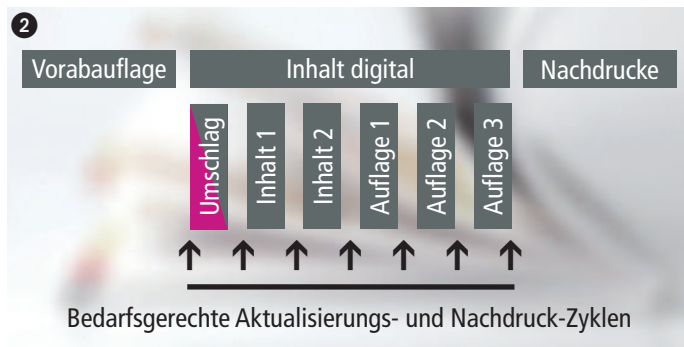 2
Vorabauflage
Inhalt digital
Nachdrucke
Umschlag
Inhalt 1
Inhalt 2
Auflage 1
Auflage 2
Auflage 3
Bedarfsgerechte Aktualisierungs- und Nachdruck-Zyklen